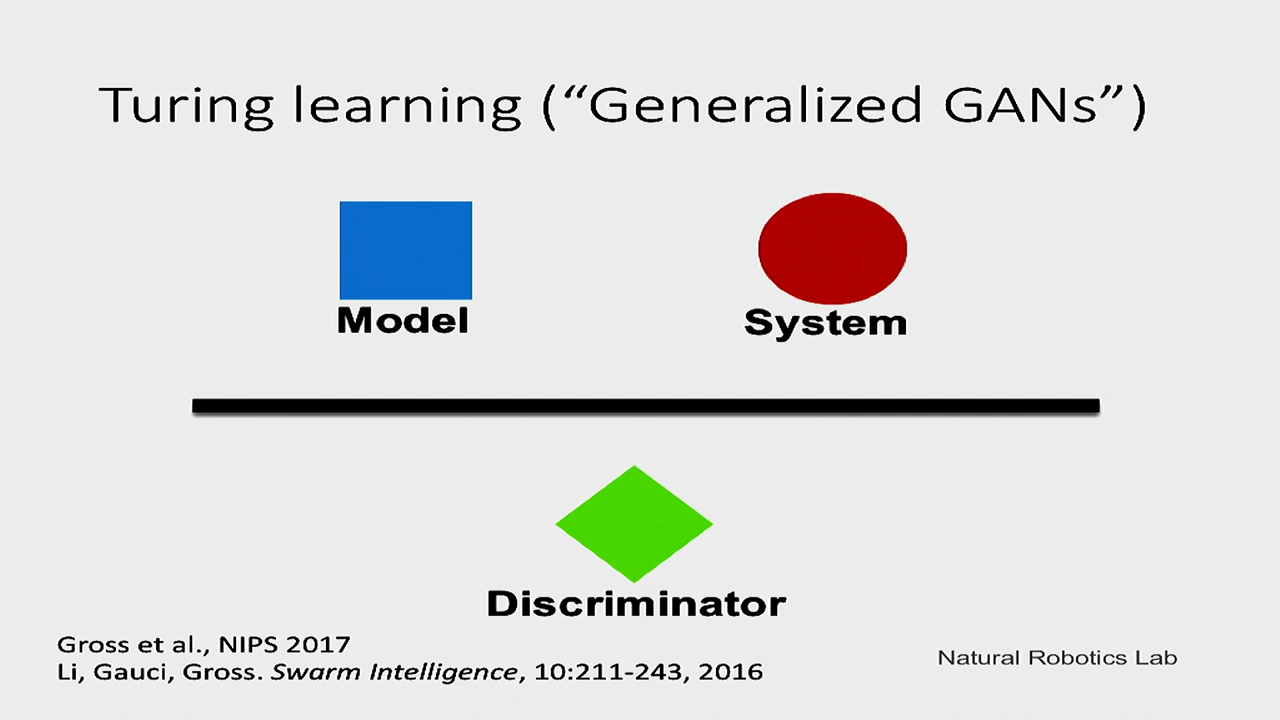 Turing learning (“Generalized GANs”)
Model
System
Discriminator
Gross et al., NIPS 2017
Li, Gauci, Gross. Swarm Intelligence, 10:211-243, 2016
Natural Robotics Lab